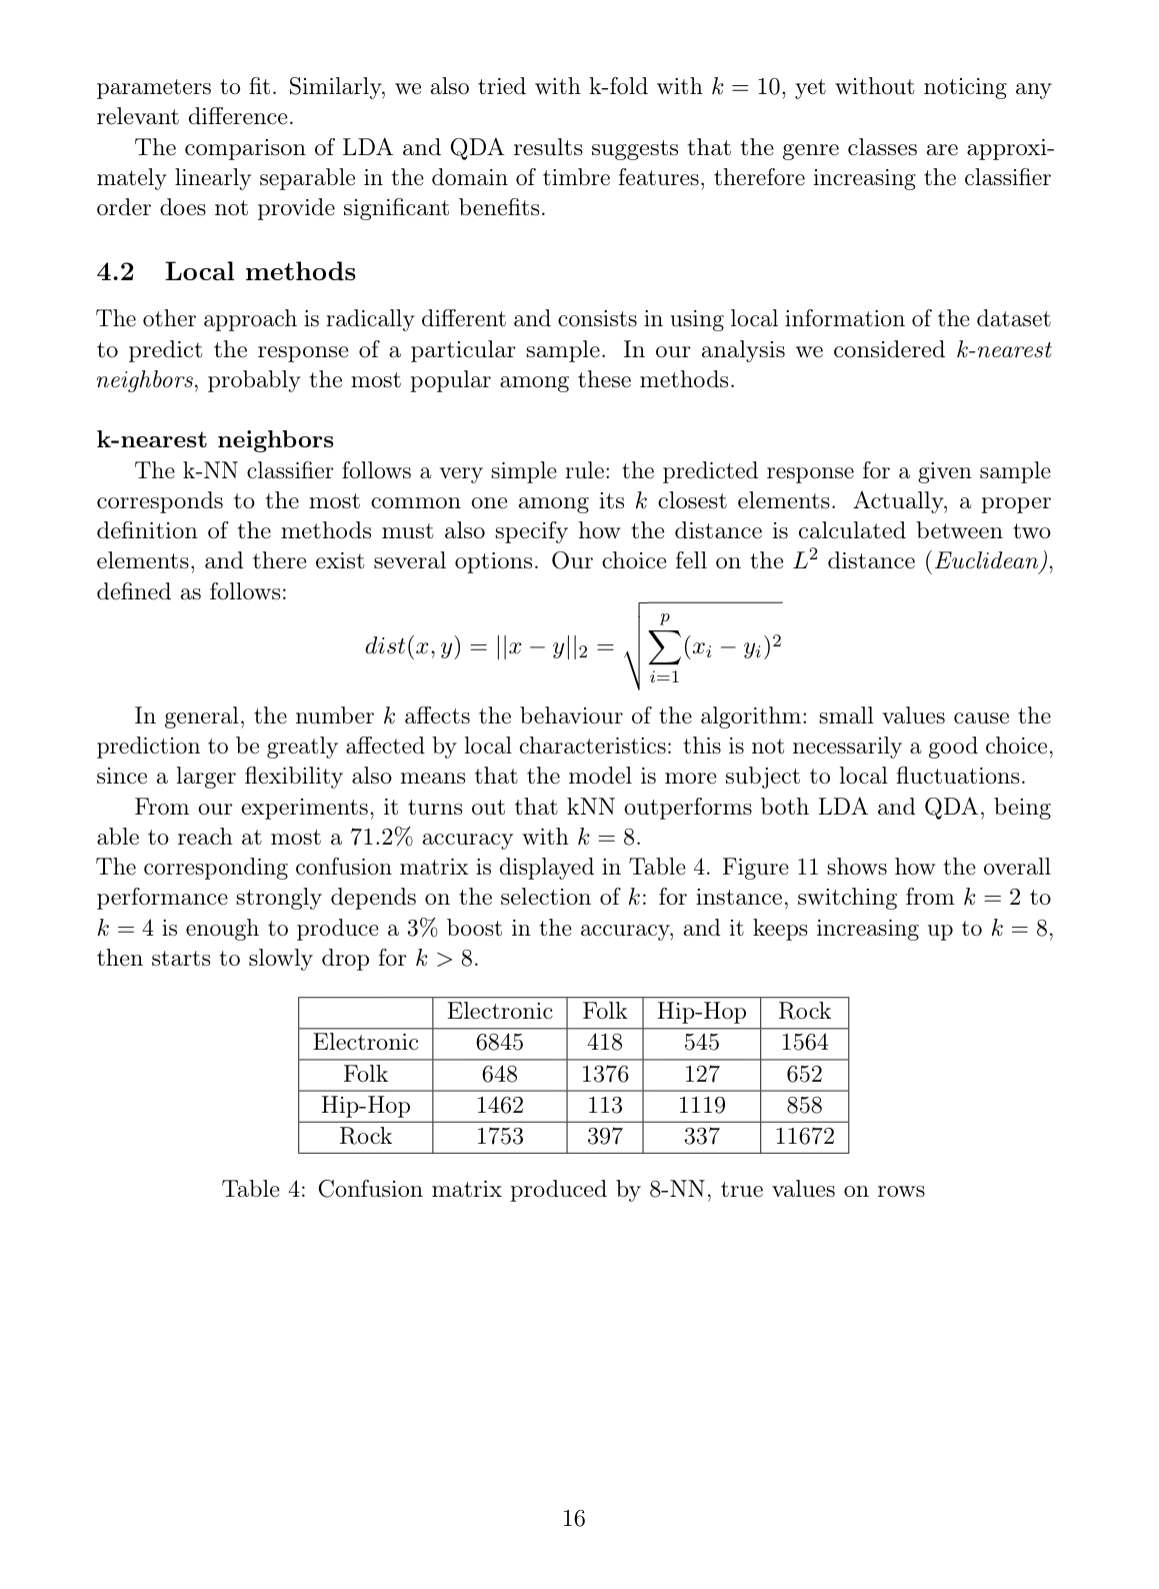 parameters to fit. Similarly, we also tried with k-fold with k = 10, yet without noticing any
relevant difference.
The comparison of LDA and QDA results suggests that the genre classes are approxi-
mately linearly separable in the domain of timbre features, therefore increasing the classifier
order does not provide significant benefits.
4.2 Local methods
The other approach is radically different and consists in using local information of the dataset
to predict the response of a particular sample. In our analysis we considered k-nearest
neighbors, probably the most popular among these methods.
k-nearest neighbors
The k-NN classifier follows a very simple rule: the predicted response for a given sample
corresponds to the most common one among its k closest elements. Actually, a proper
definition of the methods must also specify how the distance is calculated between two
elements, and there exist several options. Our choice fell on the L² distance (Euclidean),
defined as follows:
dist(x, y) = ||x − y||₂ = √∑_{i=1}^{p}(x_i − y_i)²
In general, the number k affects the behaviour of the algorithm: small values cause the
prediction to be greatly affected by local characteristics: this is not necessarily a good choice,
since a larger flexibility also means that the model is more subject to local fluctuations.
From our experiments, it turns out that kNN outperforms both LDA and QDA, being
able to reach at most a 71.2% accuracy with k = 8.
The corresponding confusion matrix is displayed in Table 4. Figure 11 shows how the overall
performance strongly depends on the selection of k: for instance, switching from k = 2 to
k = 4 is enough to produce a 3% boost in the accuracy, and it keeps increasing up to k = 8,
then starts to slowly drop for k > 8.
Electronic Folk Hip-Hop Rock
Electronic 6845 418 545 1564
Folk 648 1376 127 652
Hip-Hop 1462 113 1119 858
Rock 1753 397 337 11672
Table 4: Confusion matrix produced by 8-NN, true values on rows
16